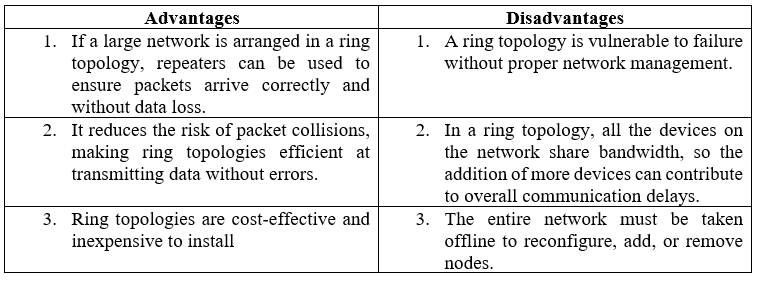 Advantages
Disadvantages
1. If a large network is arranged in a ring
topology, repeaters can be used to
ensure packets arrive correctly and
without data loss.
1. A ring topology is vulnerable to failure
without proper network management.
2. It reduces the risk of packet collisions,
making ring topologies efficient at
transmitting data without errors.
2. In a ring topology, all the devices on
the network share bandwidth, so the
addition of more devices can contribute
to overall communication delays.
3. Ring topologies are cost-effective and
inexpensive to install
3. The entire network must be taken
offline to reconfigure, add, or remove
nodes.